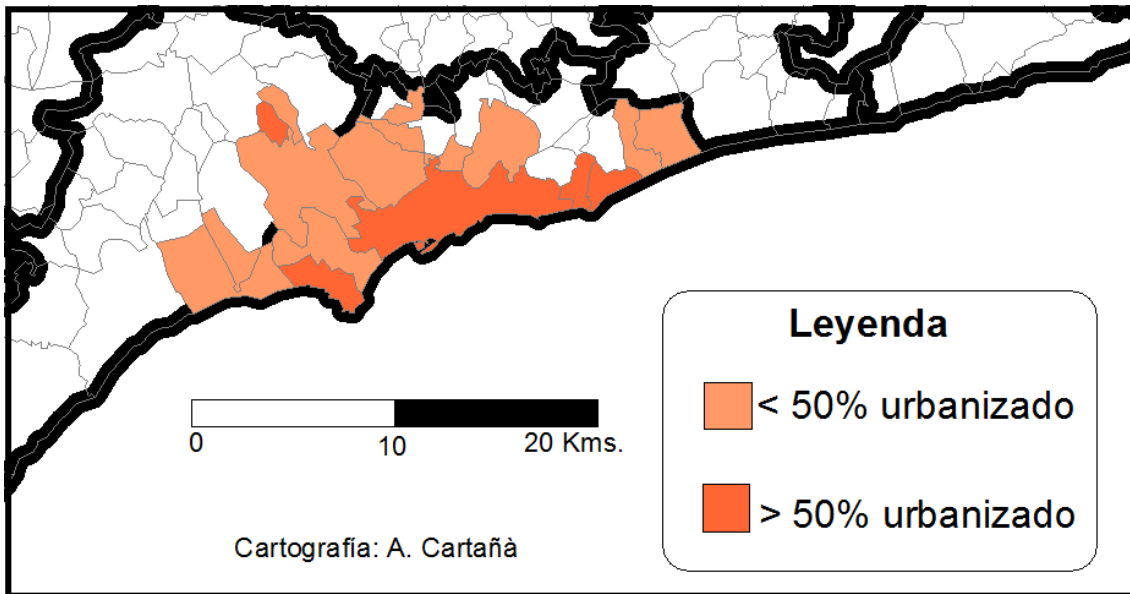 Leyenda
< 50% urbanizado
> 50% urbanizado
0 10 20 Kms.
Cartografía: A. Cartañà